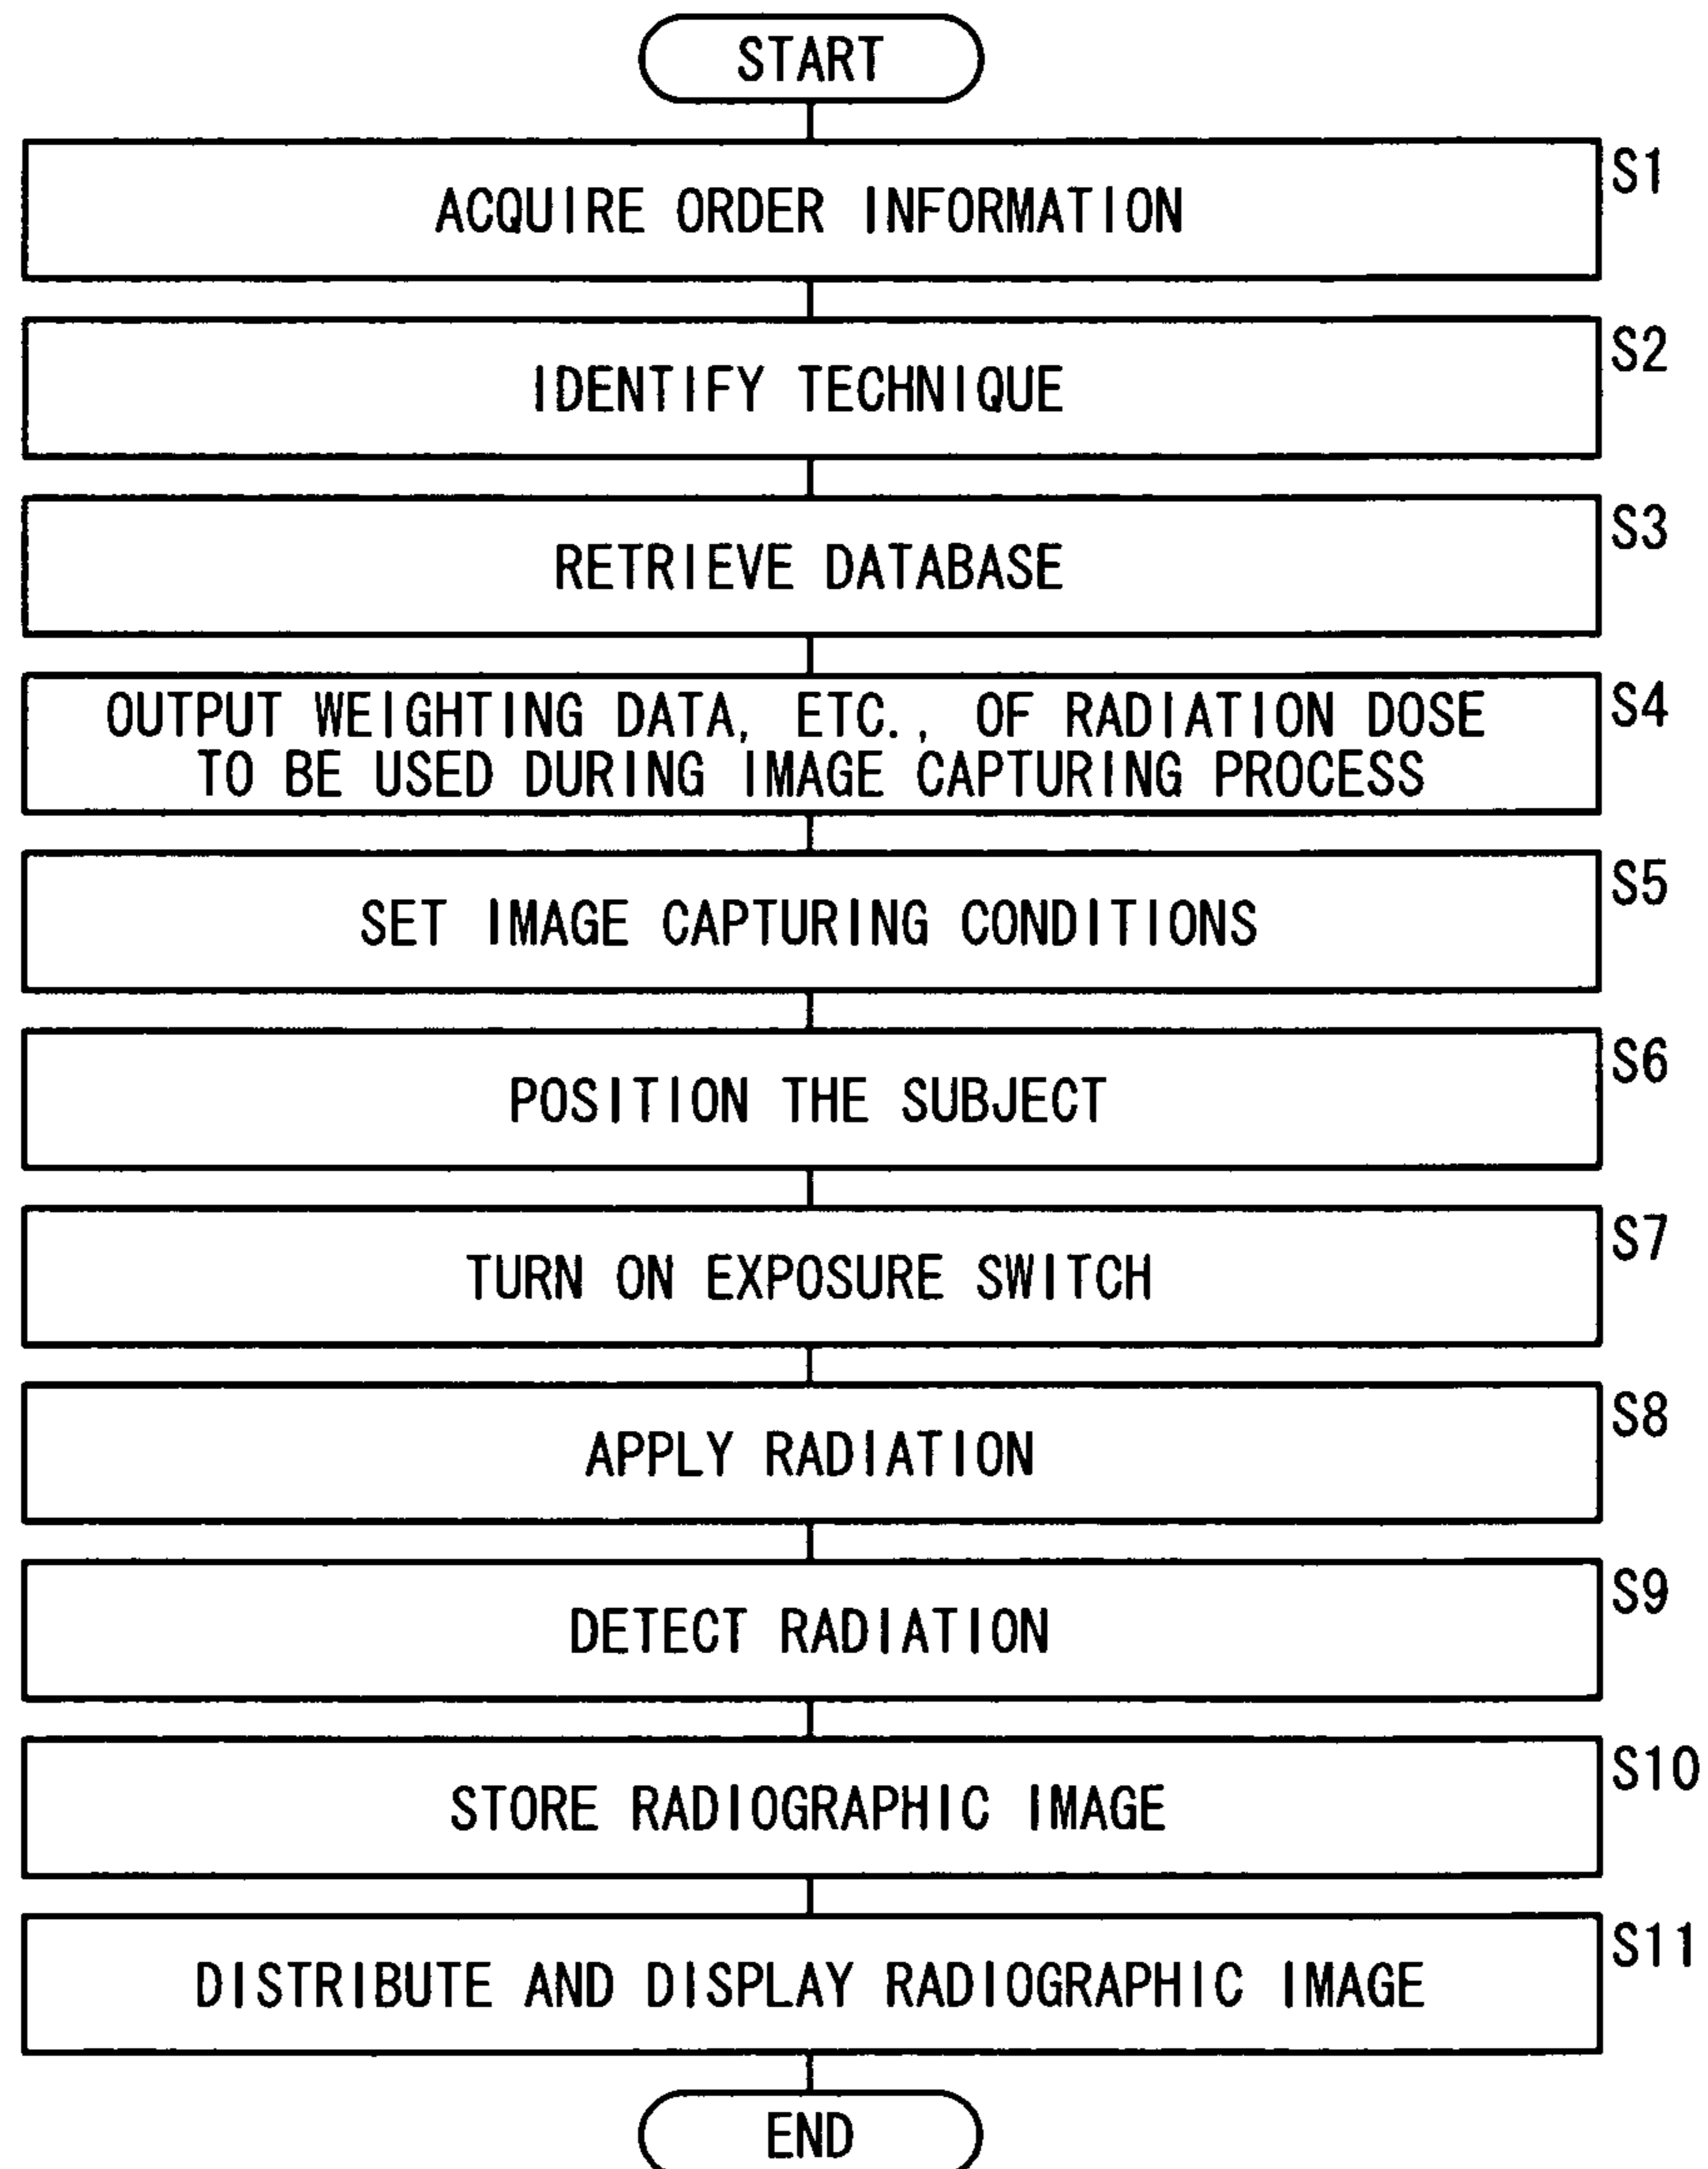 START
S1
ACQUIRE ORDER INFORMATION
S2
IDENTIFY TECHNIQUE
S3
RETRIEVE DATABASE
S4
OUTPUT WEIGHTING DATA, ETC., OF RADIATION DOSE
TO BE USED DURING IMAGE CAPTURING PROCESS
S5
SET IMAGE CAPTURING CONDITIONS
S6
POSITION THE SUBJECT
S7
TURN ON EXPOSURE SWITCH
S8
APPLY RADIATION
S9
DETECT RADIATION
S10
STORE RADIOGRAPHIC IMAGE
S11
DISTRIBUTE AND DISPLAY RADIOGRAPHIC IMAGE
END